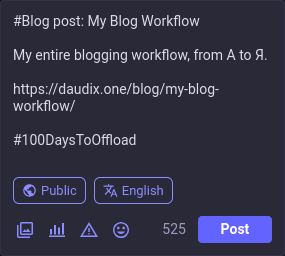 #Blog post: My Blog Workflow
My entire blogging workflow, from A to Я.
https://daudix.one/blog/my-blog-
workflow/
#100DaysToOffload
Public
English
525
Post